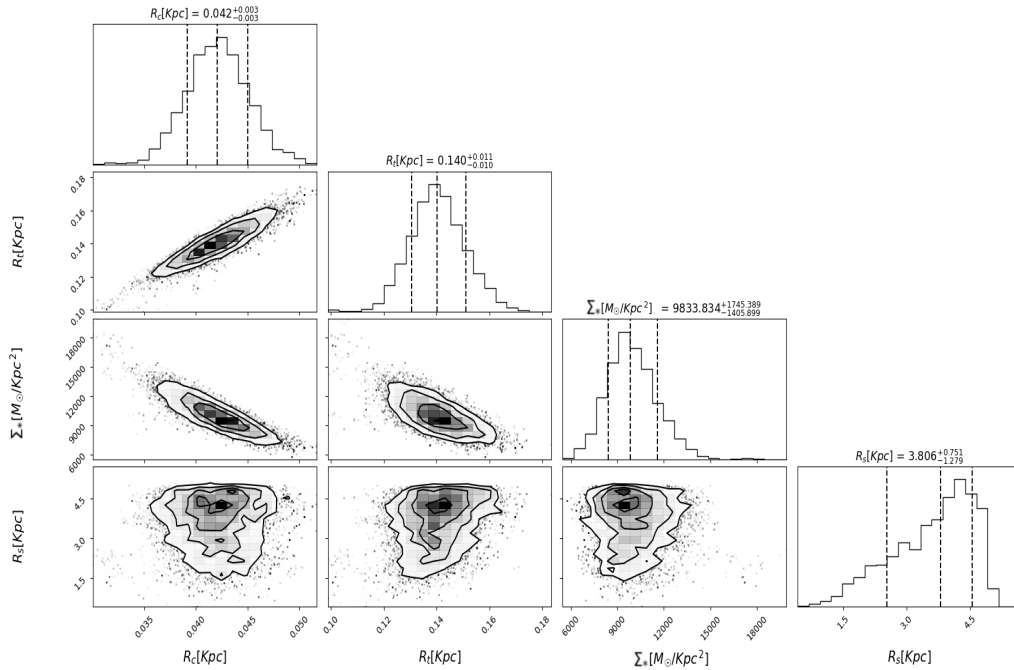 R_c[Kpc] = 0.042^{+0.003}_{-0.003}
R_t[Kpc]
0.18
0.16
0.14
0.12
0.10
R_t[Kpc] = 0.140^{+0.011}_{-0.010}
Σ_*[M_⊙/Kpc^2]
18000
15000
12000
9000
6000
Σ_*[M_⊙/Kpc^2] = 9833.834^{+1745.389}_{-1405.899}
R_s[Kpc]
4.5
3.0
1.5
R_s[Kpc] = 3.806^{+0.751}_{-1.279}
0.035 0.040 0.045 0.050 0.10 0.12 0.14 0.16 0.18 6000 9000 12000 15000 18000 1.5 3.0 4.5
R_c[Kpc] R_t[Kpc] Σ_*[M_⊙/Kpc^2] R_s[Kpc]